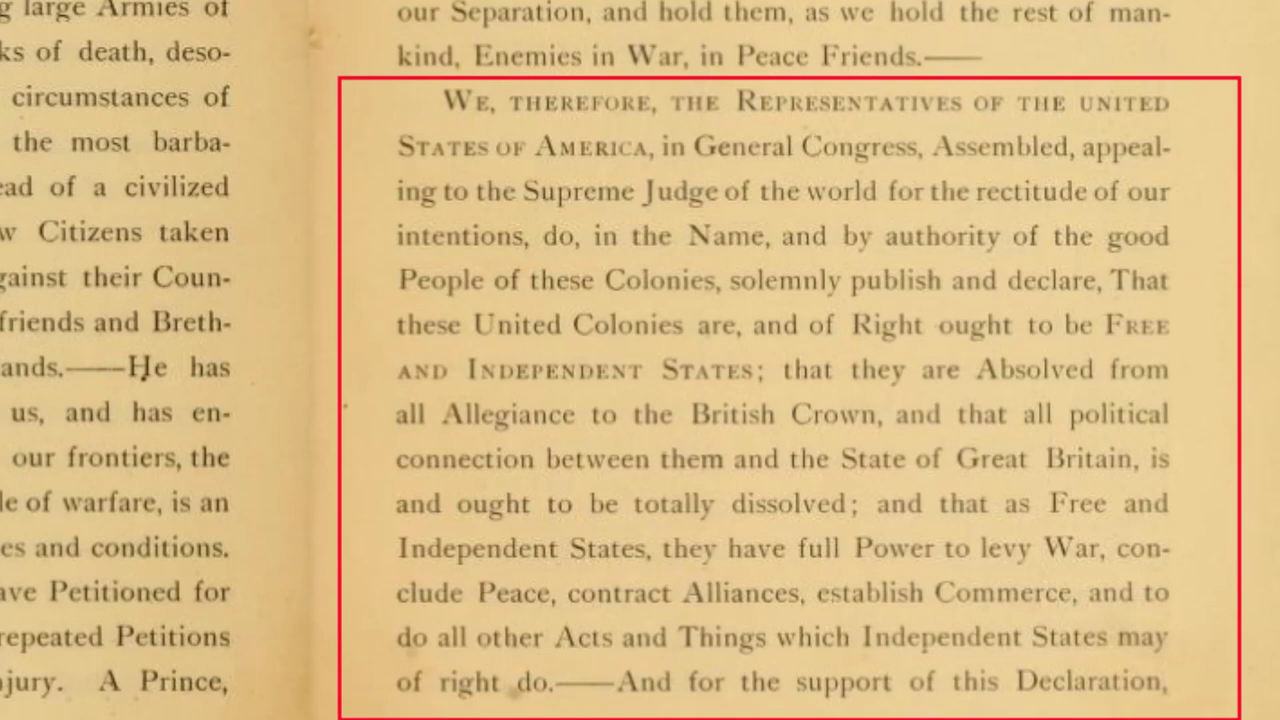 g large Armies of
ks of death, deso-
circumstances of
the most barba-
ead of a civilized
w Citizens taken
gainst their Coun-
friends and Breth-
ands.——He has
us, and has en-
our frontiers, the
le of warfare, is an
es and conditions.
ave Petitioned for
repeated Petitions
njury. A Prince,
our Separation, and hold them, as we hold the rest of man-
kind, Enemies in War, in Peace Friends.——
WE, THEREFORE, THE REPRESENTATIVES OF THE UNITED
STATES OF AMERICA, in General Congress, Assembled, appeal-
ing to the Supreme Judge of the world for the rectitude of our
intentions, do, in the Name, and by authority of the good
People of these Colonies, solemnly publish and declare, That
these United Colonies are, and of Right ought to be FREE
AND INDEPENDENT STATES; that they are Absolved from
all Allegiance to the British Crown, and that all political
connection between them and the State of Great Britain, is
and ought to be totally dissolved; and that as Free and
Independent States, they have full Power to levy War, con-
clude Peace, contract Alliances, establish Commerce, and to
do all other Acts and Things which Independent States may
of right do.——And for the support of this Declaration,